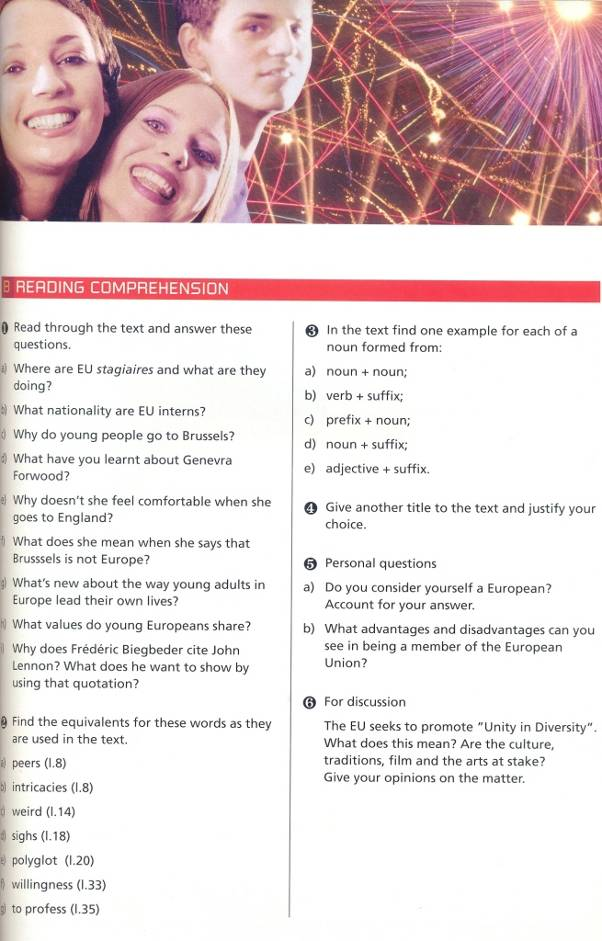 B READING COMPREHENSION
1 Read through the text and answer these
questions.
a) Where are EU stagiaires and what are they
doing?
b) What nationality are EU interns?
c) Why do young people go to Brussels?
d) What have you learnt about Genevra
Forwood?
e) Why doesn't she feel comfortable when she
goes to England?
f) What does she mean when she says that
Brusssels is not Europe?
g) What's new about the way young adults in
Europe lead their own lives?
h) What values do young Europeans share?
i) Why does Frédéric Biegbeder cite John
Lennon? What does he want to show by
using that quotation?
2 Find the equivalents for these words as they
are used in the text.
a) peers (l.8)
b) intricacies (l.8)
c) weird (l.14)
d) sighs (l.18)
e) polyglot (l.20)
f) willingness (l.33)
g) to profess (l.35)
3 In the text find one example for each of a
noun formed from:
a) noun + noun;
b) verb + suffix;
c) prefix + noun;
d) noun + suffix;
e) adjective + suffix.
4 Give another title to the text and justify your
choice.
5 Personal questions
a) Do you consider yourself a European?
Account for your answer.
b) What advantages and disadvantages can you
see in being a member of the European
Union?
6 For discussion
The EU seeks to promote "Unity in Diversity".
What does this mean? Are the culture,
traditions, film and the arts at stake?
Give your opinions on the matter.